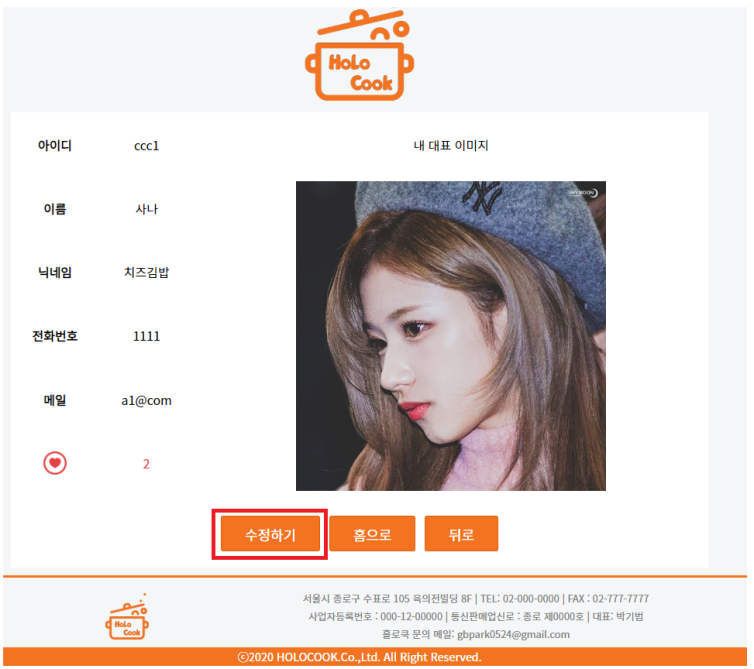 HoLo
Cook
아이디 ccc1 내 대표 이미지
이름 사나
닉네임 치즈김밥
전화번호 1111
메일 a1@com
2
수정하기 홈으로 뒤로
서울시 종로구 수표로 105 육의전빌딩 8F | TEL: 02-000-0000 | FAX : 02-777-7777
사업자등록번호 : 000-12-00000 | 통신판매업신로 : 종로 제0000호 | 대표: 박기범
홀로쿡 문의 메일: gbpark0524@gmail.com
HoLo
Cook
ⓒ2020 HOLOCOOK.Co.,Ltd. All Right Reserved.